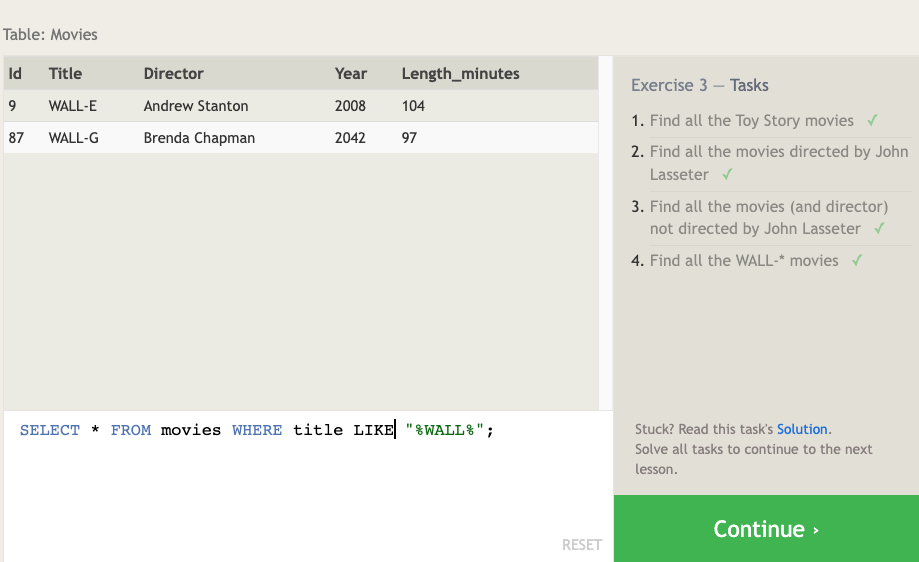 Table: Movies
Id Title Director Year Length_minutes
9 WALL-E Andrew Stanton 2008 104
87 WALL-G Brenda Chapman 2042 97
SELECT * FROM movies WHERE title LIKE "%WALL%";
RESET
Exercise 3 — Tasks
1. Find all the Toy Story movies ✓
2. Find all the movies directed by John
Lasseter ✓
3. Find all the movies (and director)
not directed by John Lasseter ✓
4. Find all the WALL-* movies ✓
Stuck? Read this task's Solution.
Solve all tasks to continue to the next
lesson.
Continue ›